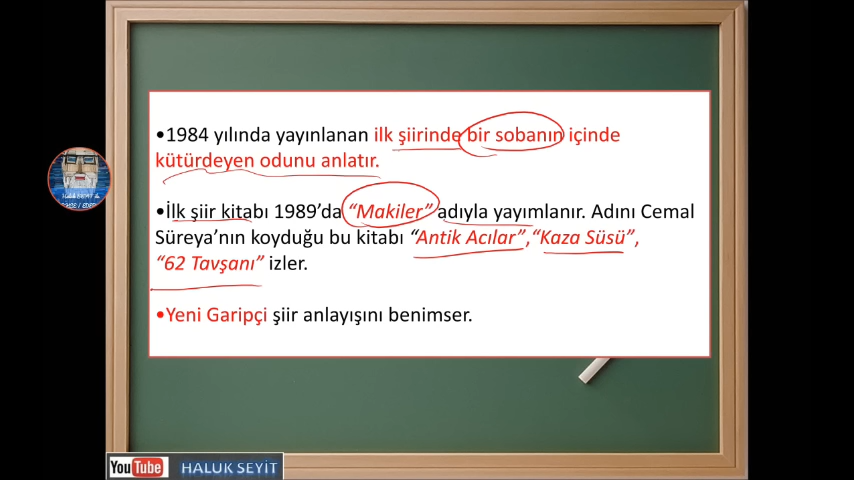 •1984 yılında yayınlanan ilk şiirinde bir sobanın içinde
kütürdeyen odunu anlatır.
•İlk şiir kitabı 1989’da “Makiler” adıyla yayımlanır. Adını Cemal
Süreya’nın koyduğu bu kitabı “Antik Acılar”,“Kaza Süsü”,
“62 Tavşanı” izler.
•Yeni Garipçi şiir anlayışını benimser.
YouTube HALUK SEYİT